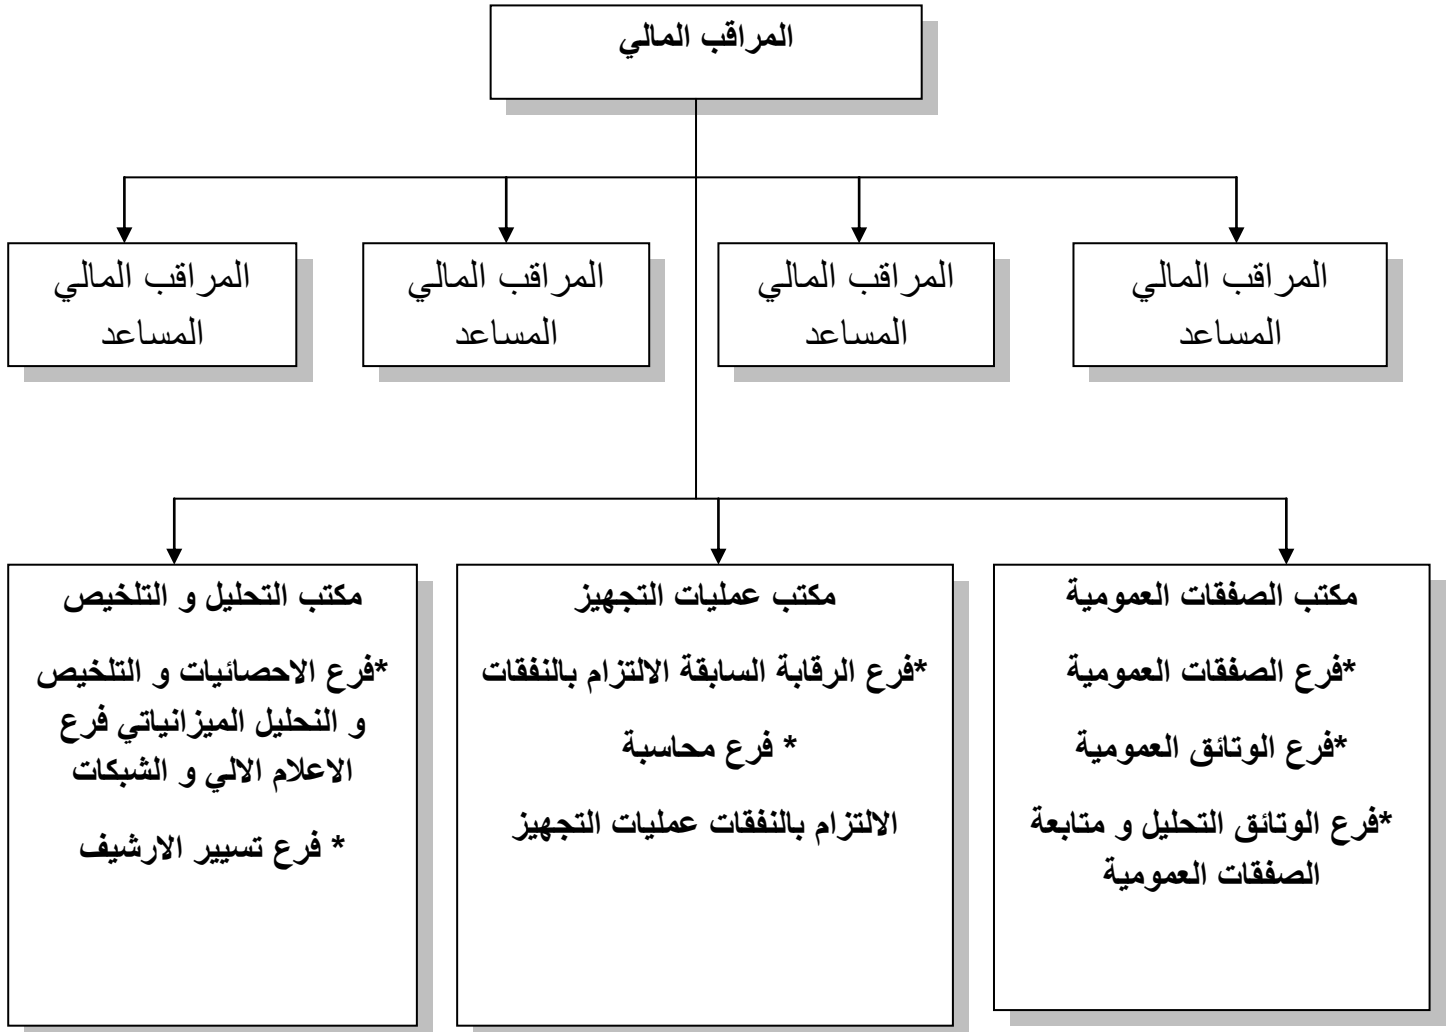 المراقب المالي
المراقب المالي
المساعد
المراقب المالي
المساعد
المراقب المالي
المساعد
المراقب المالي
المساعد
مكتب الصفقات العمومية
*فرع الصفقات العمومية
*فرع الوتائق العمومية
*فرع الوتائق التحليل و متابعة
الصفقات العمومية
مكتب عمليات التجهيز
*فرع الرقابة السابقة الالتزام بالنفقات
* فرع محاسبة
الالتزام بالنفقات عمليات التجهيز
مكتب التحليل و التلخيص
*فرع الاحصائيات و التلخيص
و النحليل الميزانياتي فرع
الاعلام الالي و الشبكات
* فرع تسيير الارشيف